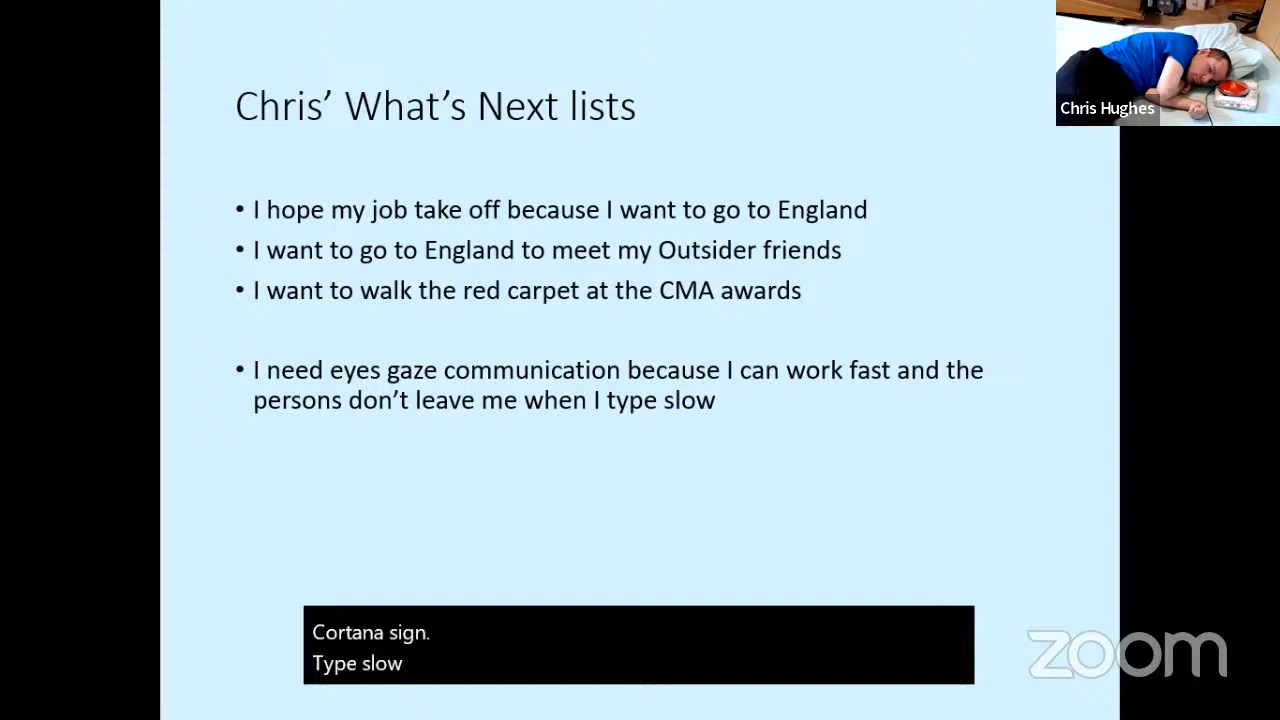 Chris' What's Next lists
Chris Hughes
• I hope my job take off because I want to go to England
• I want to go to England to meet my Outsider friends
• I want to walk the red carpet at the CMA awards
• I need eyes gaze communication because I can work fast and the
persons don't leave me when I type slow
Cortana sign.
Type slow
zoom